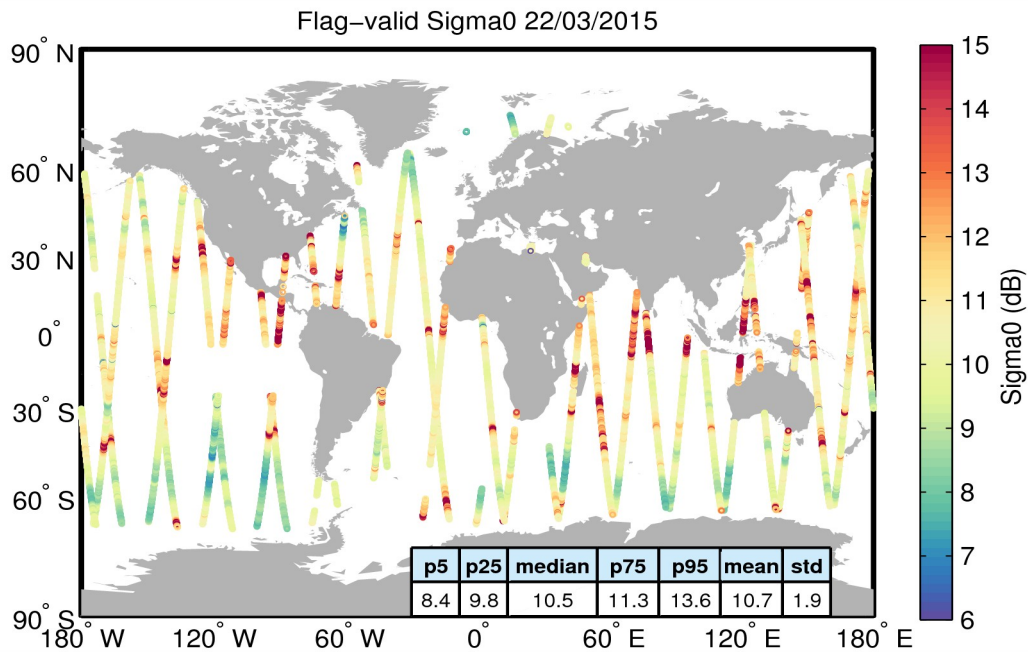 Flag−valid Sigma0 22/03/2015
90° N
60° N
30° N
0°
30° S
60° S
90° S
180° W
120° W
60° W
0°
60° E
120° E
180° E
p5 p25 median p75 p95 mean std
8.4 9.8 10.5 11.3 13.6 10.7 1.9
15
14
13
12
11
10
9
8
7
6
Sigma0 (dB)